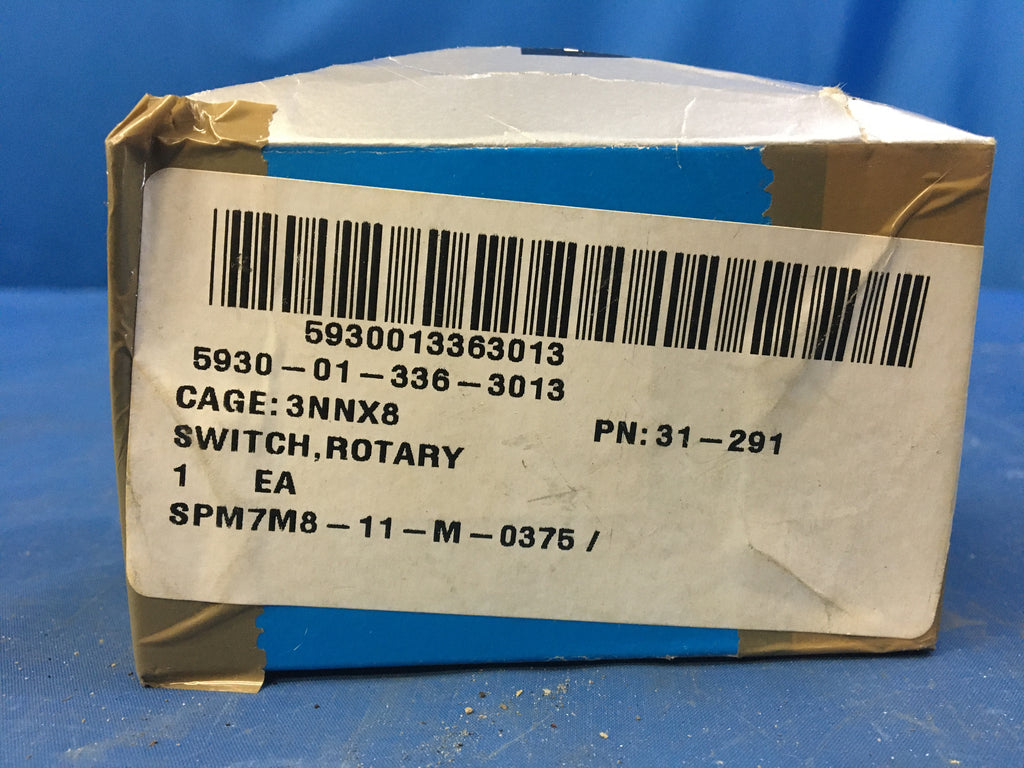 5930013363013
5930-01-336-3013
CAGE: 3NNX8
PN: 31-291
SWITCH,ROTARY
1 EA
SPM7M8-11-M-0375 /